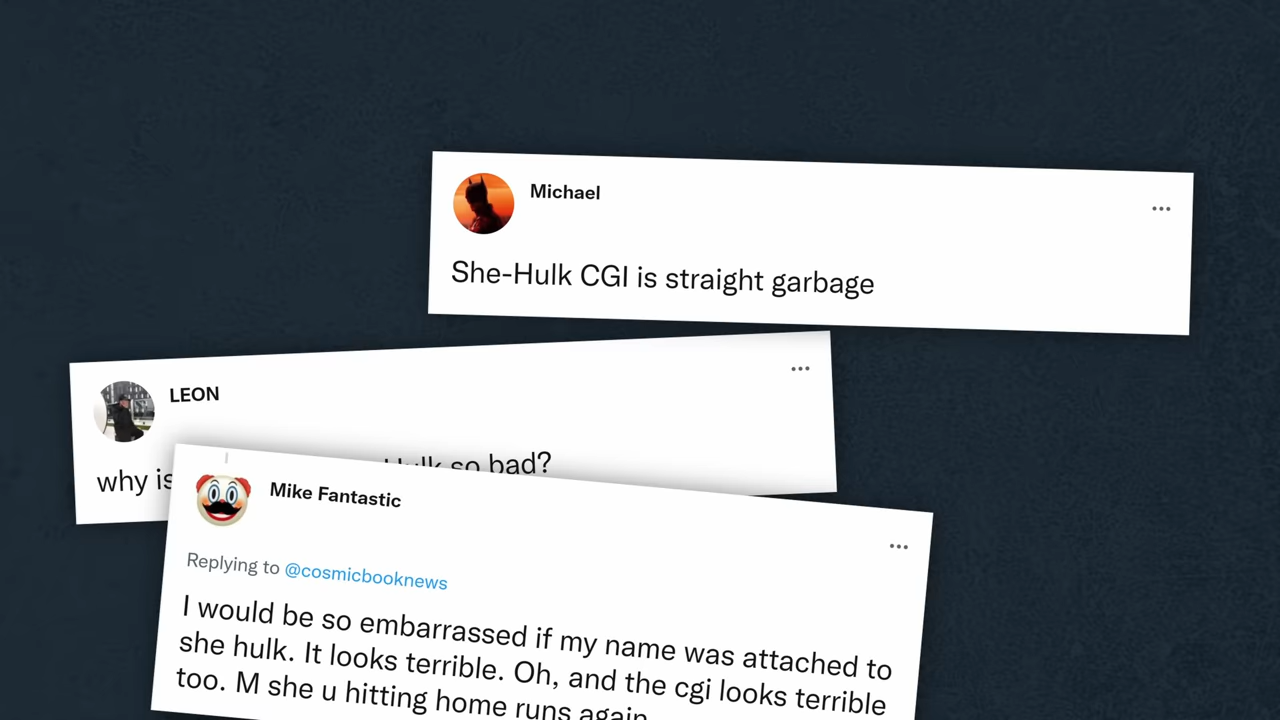 Michael
She-Hulk CGI is straight garbage
LEON
why is Hulk so bad?
Mike Fantastic
Replying to @cosmicbooknews
I would be so embarrassed if my name was attached to
she hulk. It looks terrible. Oh, and the cgi looks terrible
too. M she u hitting home runs again